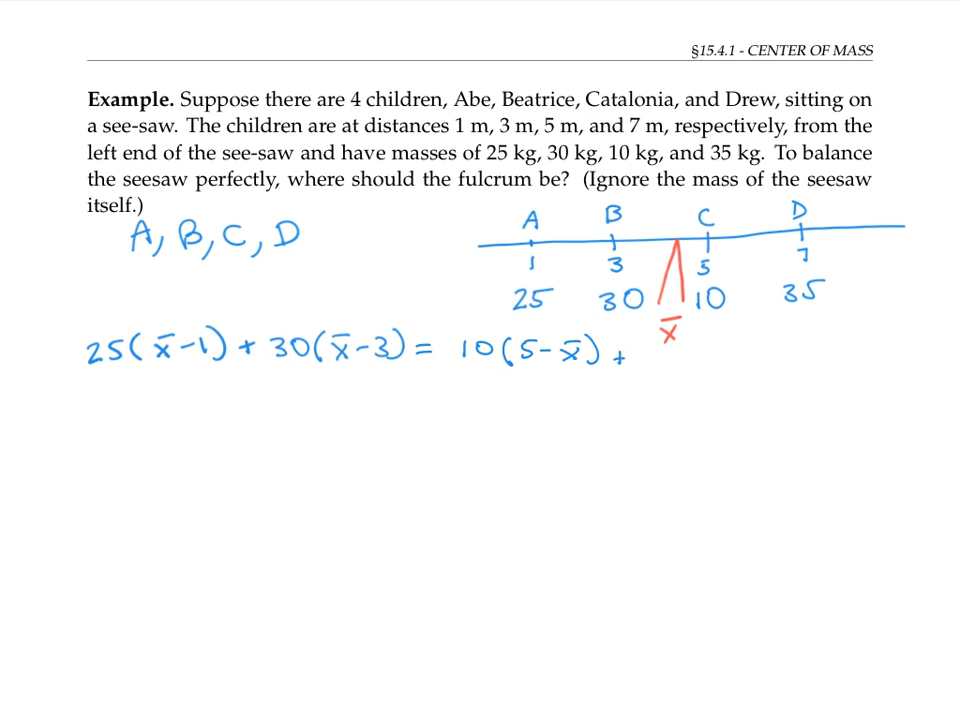 §15.4.1 - CENTER OF MASS
Example. Suppose there are 4 children, Abe, Beatrice, Catalonia, and Drew, sitting on
a see-saw. The children are at distances 1 m, 3 m, 5 m, and 7 m, respectively, from the
left end of the see-saw and have masses of 25 kg, 30 kg, 10 kg, and 35 kg. To balance
the seesaw perfectly, where should the fulcrum be? (Ignore the mass of the seesaw
itself.)
A, B, C, D
A B C D
1 3 5 7
25 30 10 35
x̄
25(x̄-1) + 30(x̄-3) = 10(5-x̄) +